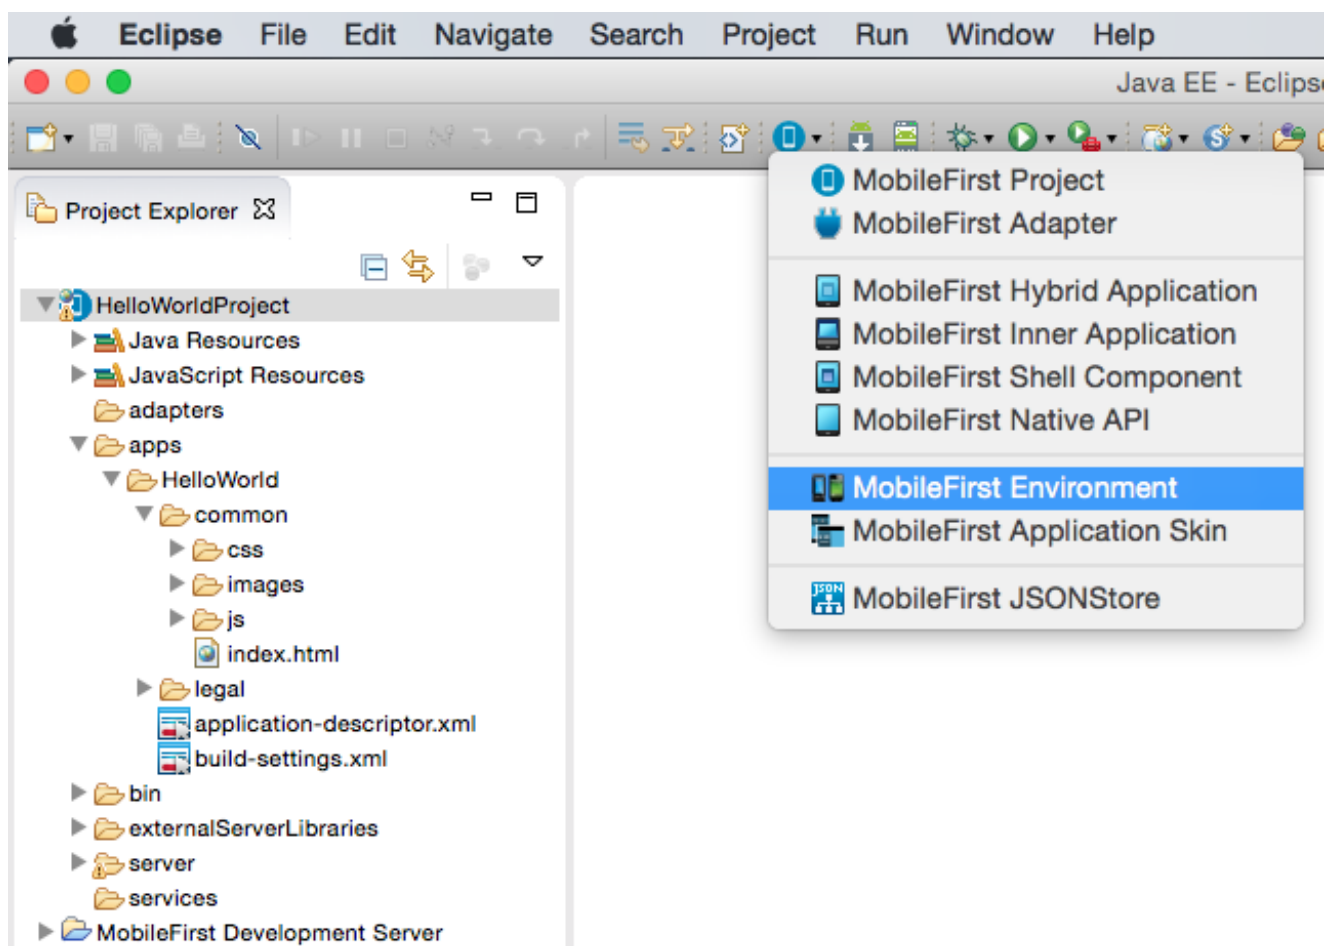 Eclipse File Edit Navigate Search Project Run Window Help
Java EE - Eclipse
Project Explorer
HelloWorldProject
Java Resources
JavaScript Resources
adapters
apps
HelloWorld
common
css
images
js
index.html
legal
application-descriptor.xml
build-settings.xml
bin
externalServerLibraries
server
services
MobileFirst Development Server
MobileFirst Project
MobileFirst Adapter
MobileFirst Hybrid Application
MobileFirst Inner Application
MobileFirst Shell Component
MobileFirst Native API
MobileFirst Environment
MobileFirst Application Skin
JSON
MobileFirst JSONStore